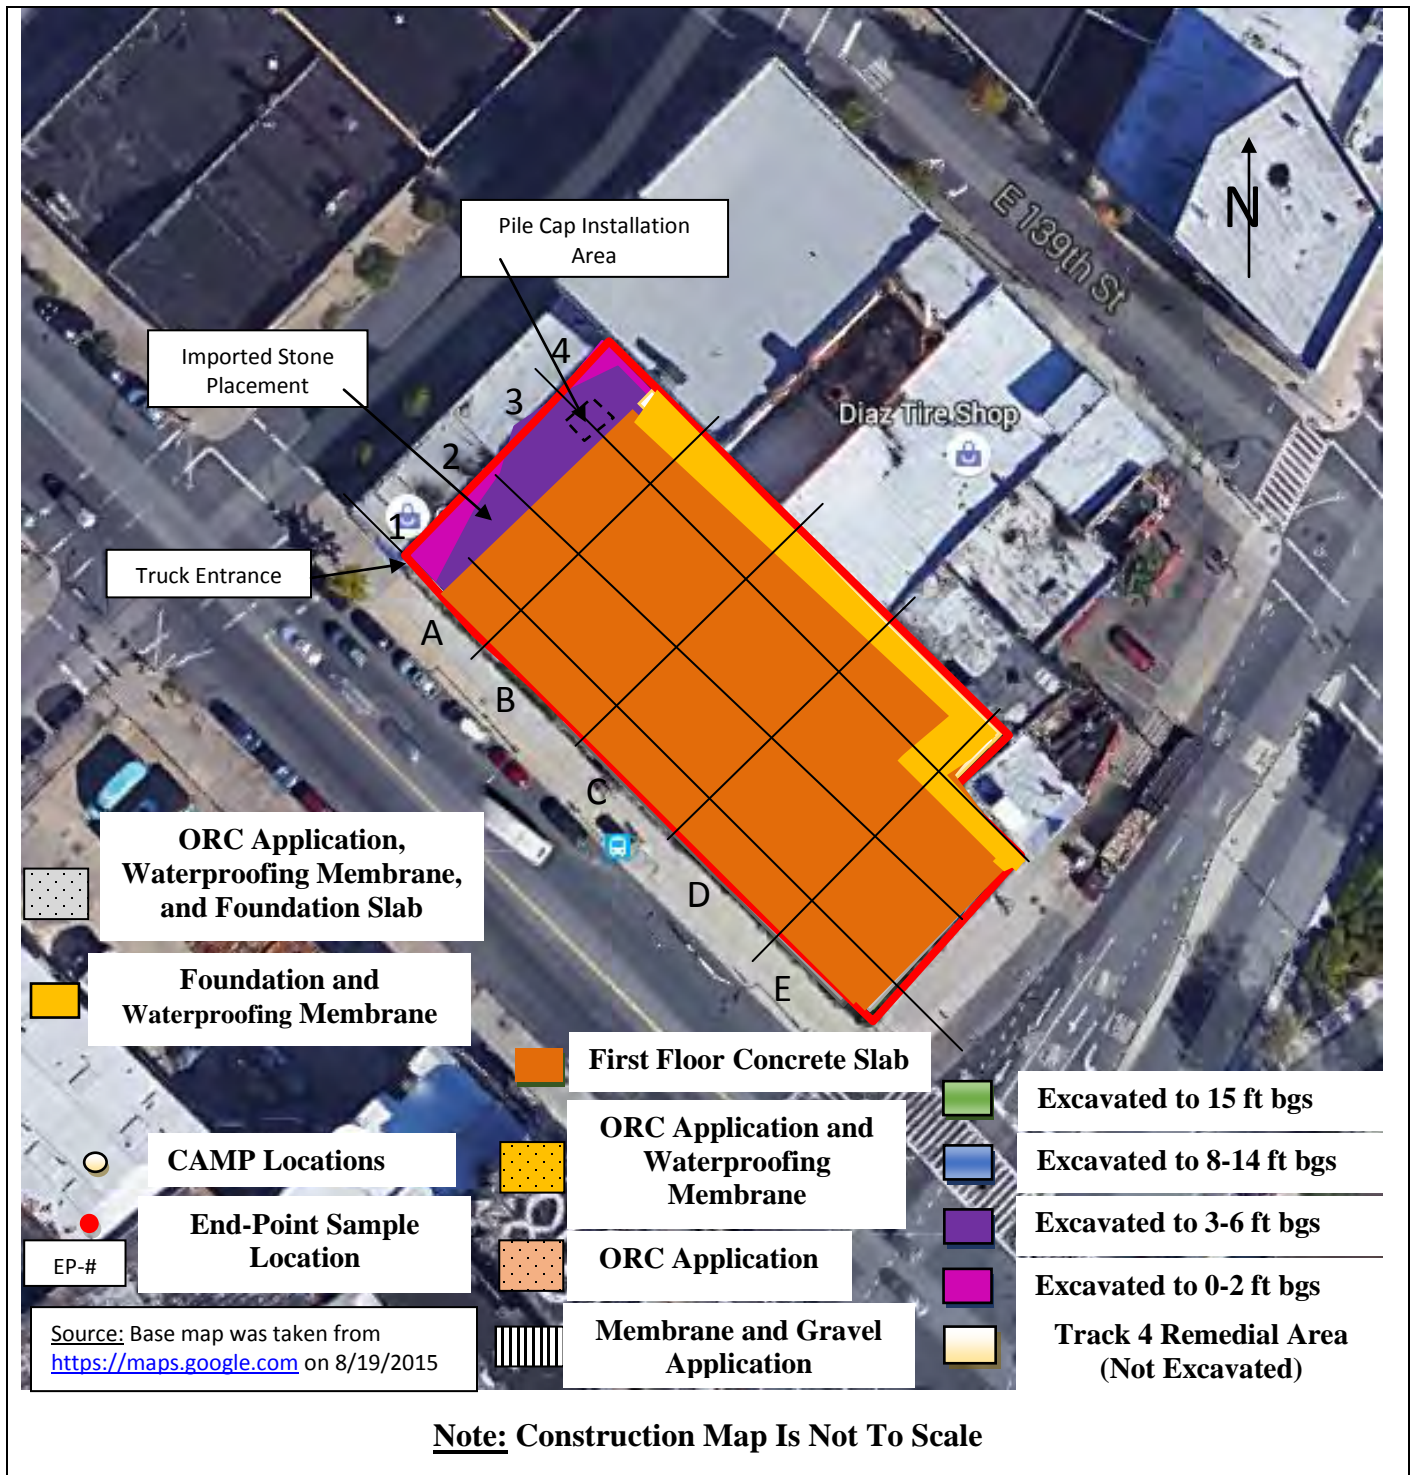 E 139th St
N
Pile Cap Installation
Area
Imported Stone
Placement
4
3
2
1
Diaz Tire Shop
Truck Entrance
A
B
C
D
E
ORC Application,
Waterproofing Membrane,
and Foundation Slab
Foundation and
Waterproofing Membrane
First Floor Concrete Slab
CAMP Locations
End-Point Sample
Location
EP-#
ORC Application and
Waterproofing
Membrane
ORC Application
Membrane and Gravel
Application
Excavated to 15 ft bgs
Excavated to 8-14 ft bgs
Excavated to 3-6 ft bgs
Excavated to 0-2 ft bgs
Track 4 Remedial Area
(Not Excavated)
Source: Base map was taken from
https://maps.google.com on 8/19/2015
Note: Construction Map Is Not To Scale